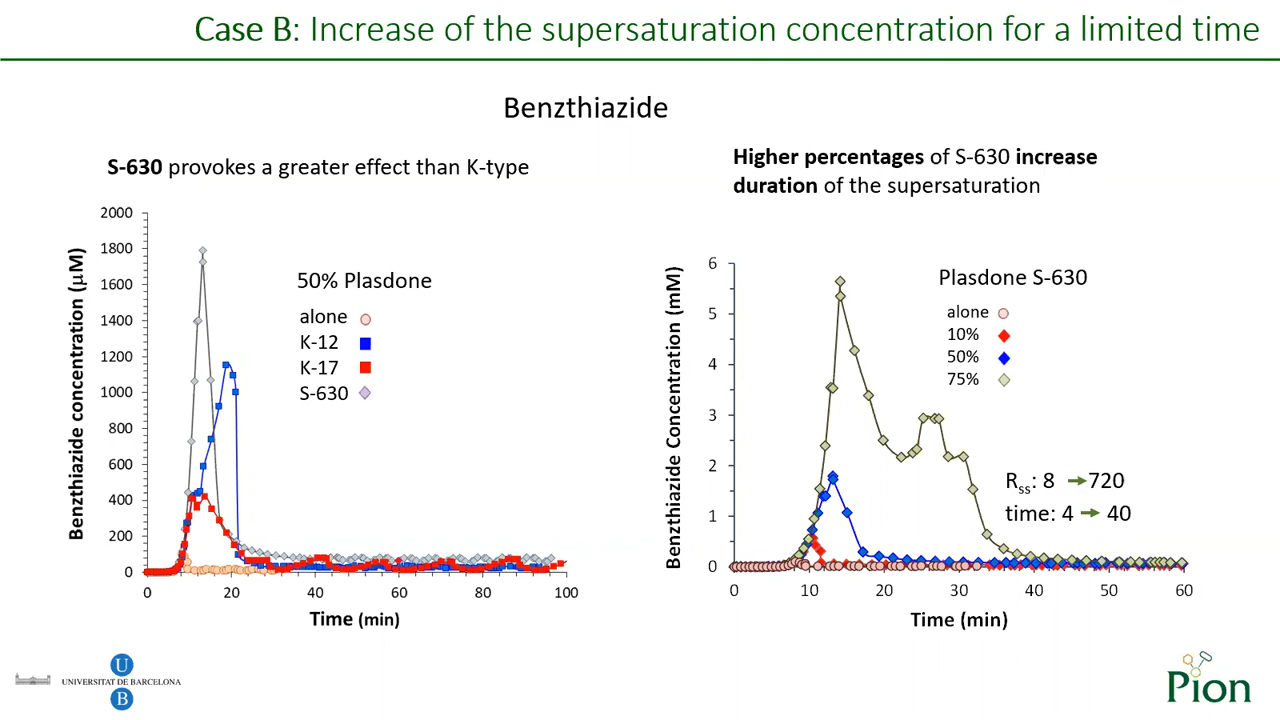 Case B: Increase of the supersaturation concentration for a limited time
Benzthiazide
S-630 provokes a greater effect than K-type
2000
1800
1600
1400
1200
1000
800
600
400
200
0
Benzthiazide concentration (µM)
50% Plasdone
alone
K-12
K-17
S-630
0 20 40 60 80 100
Time (min)
Higher percentages of S-630 increase
duration of the supersaturation
6
5
4
3
2
1
0
Benzthiazide Concentration (mM)
Plasdone S-630
alone
10%
50%
75%
Rss: 8 → 720
time: 4 → 40
0 10 20 30 40 50 60
Time (min)
U
B
UNIVERSITAT DE BARCELONA
Pion